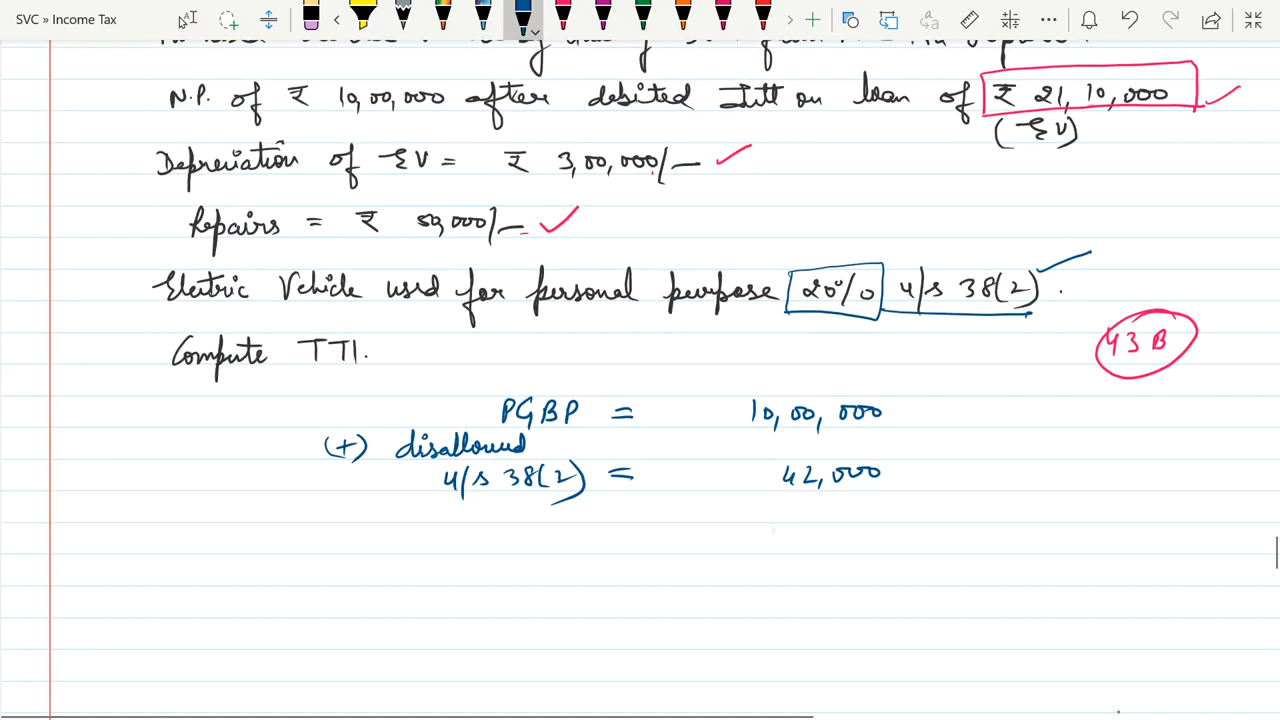 SVC » Income Tax
N.P. of ₹ 10,00,000 after debited Intt on loan of ₹ 21,10,000
(EV)
Depreciation of EV = ₹ 3,00,000/-
Repairs = ₹ 50,000/-
Electric Vehicle used for personal purpose 20% u/s 38(2).
43B
Compute TTI.
PGBP = 10,00,000
(+) disallowed
u/s 38(2) = 42,000